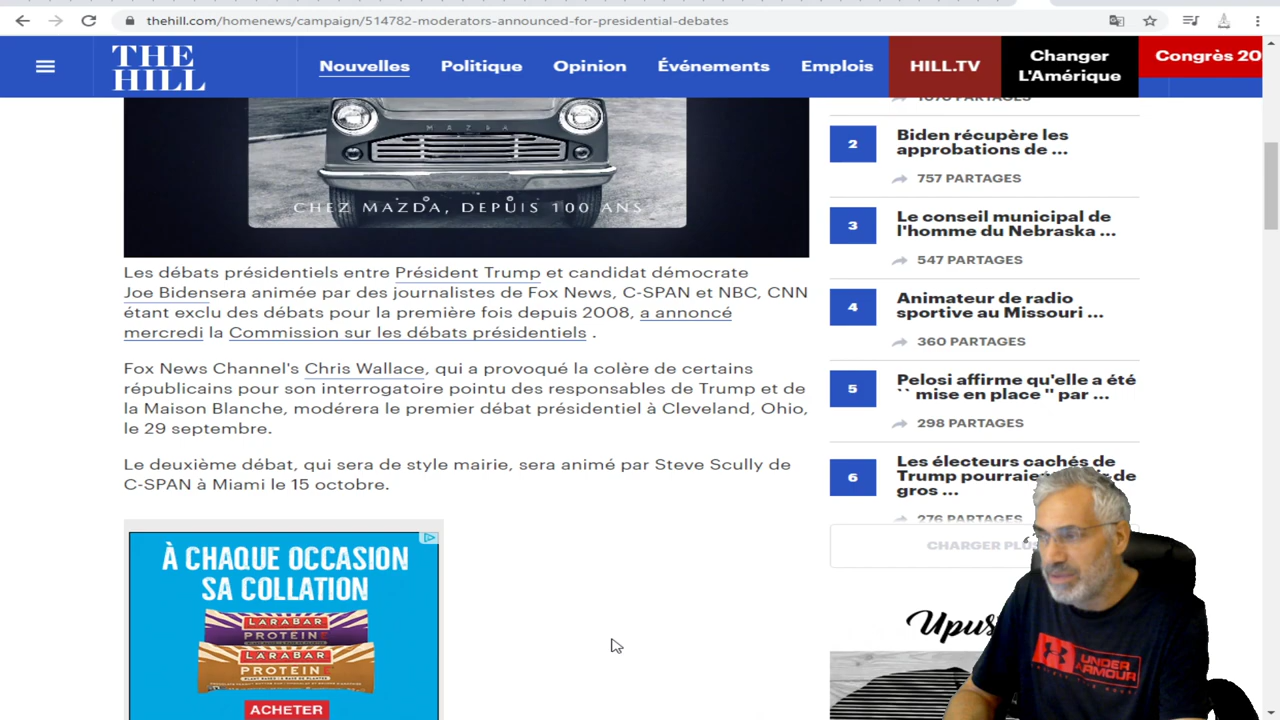 thehill.com/homenews/campaign/514782-moderators-announced-for-presidential-debates
THE
HILL
Nouvelles
Politique
Opinion
Événements
Emplois
HILL.TV
Changer
L'Amérique
Congrès 20
MAZDA
CHEZ MAZDA, DEPUIS 100 ANS
Les débats présidentiels entre Président Trump et candidat démocrate
Joe Bidensera animée par des journalistes de Fox News, C-SPAN et NBC, CNN
étant exclu des débats pour la première fois depuis 2008, a annoncé
mercredi la Commission sur les débats présidentiels .
Fox News Channel's Chris Wallace, qui a provoqué la colère de certains
républicains pour son interrogatoire pointu des responsables de Trump et de
la Maison Blanche, modérera le premier débat présidentiel à Cleveland, Ohio,
le 29 septembre.
Le deuxième débat, qui sera de style mairie, sera animé par Steve Scully de
C-SPAN à Miami le 15 octobre.
À CHAQUE OCCASION
SA COLLATION
LARABAR
PROTEIN
LARABAR
PROTEIN
ACHETER
PARTAGES
2
Biden récupère les
approbations de ...
757 PARTAGES
3
Le conseil municipal de
l'homme du Nebraska ...
547 PARTAGES
4
Animateur de radio
sportive au Missouri ...
360 PARTAGES
5
Pelosi affirme qu'elle a été
`` mise en place '' par ...
298 PARTAGES
6
Les électeurs cachés de
Trump de
gros ...
276 PARTAGES
CHARGER
UNDER
ARMOUR